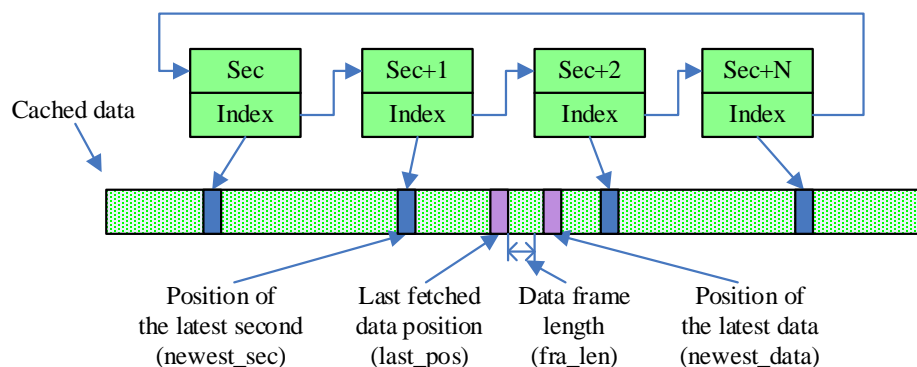 Sec
Sec+1
Sec+2
Sec+N
Index
Index
Index
Index
Cached data
Position of
the latest second
(newest_sec)
Last fetched
data position
(last_pos)
Data frame
length
(fra_len)
Position of
the latest data
(newest_data)